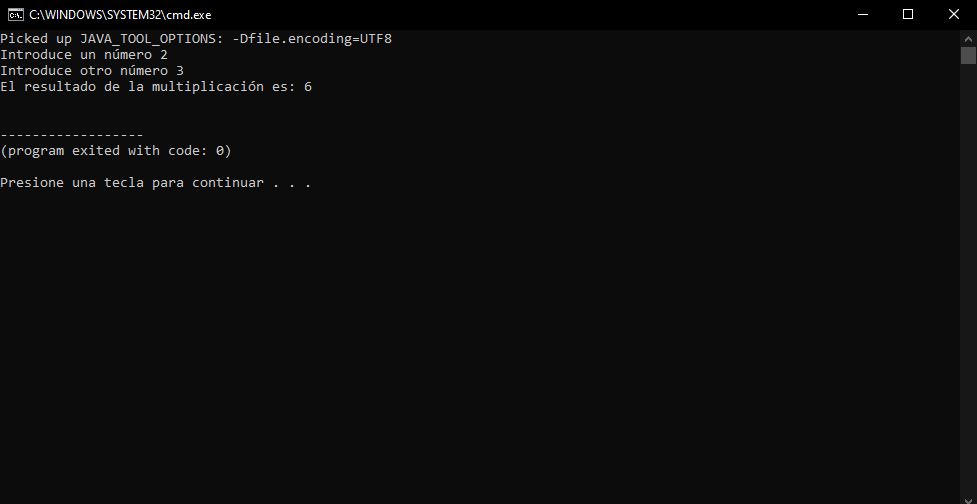 C:\WINDOWS\SYSTEM32\cmd.exe
Picked up JAVA_TOOL_OPTIONS: -Dfile.encoding=UTF8
Introduce un número 2
Introduce otro número 3
El resultado de la multiplicación es: 6
------------------
(program exited with code: 0)
Presione una tecla para continuar . . .